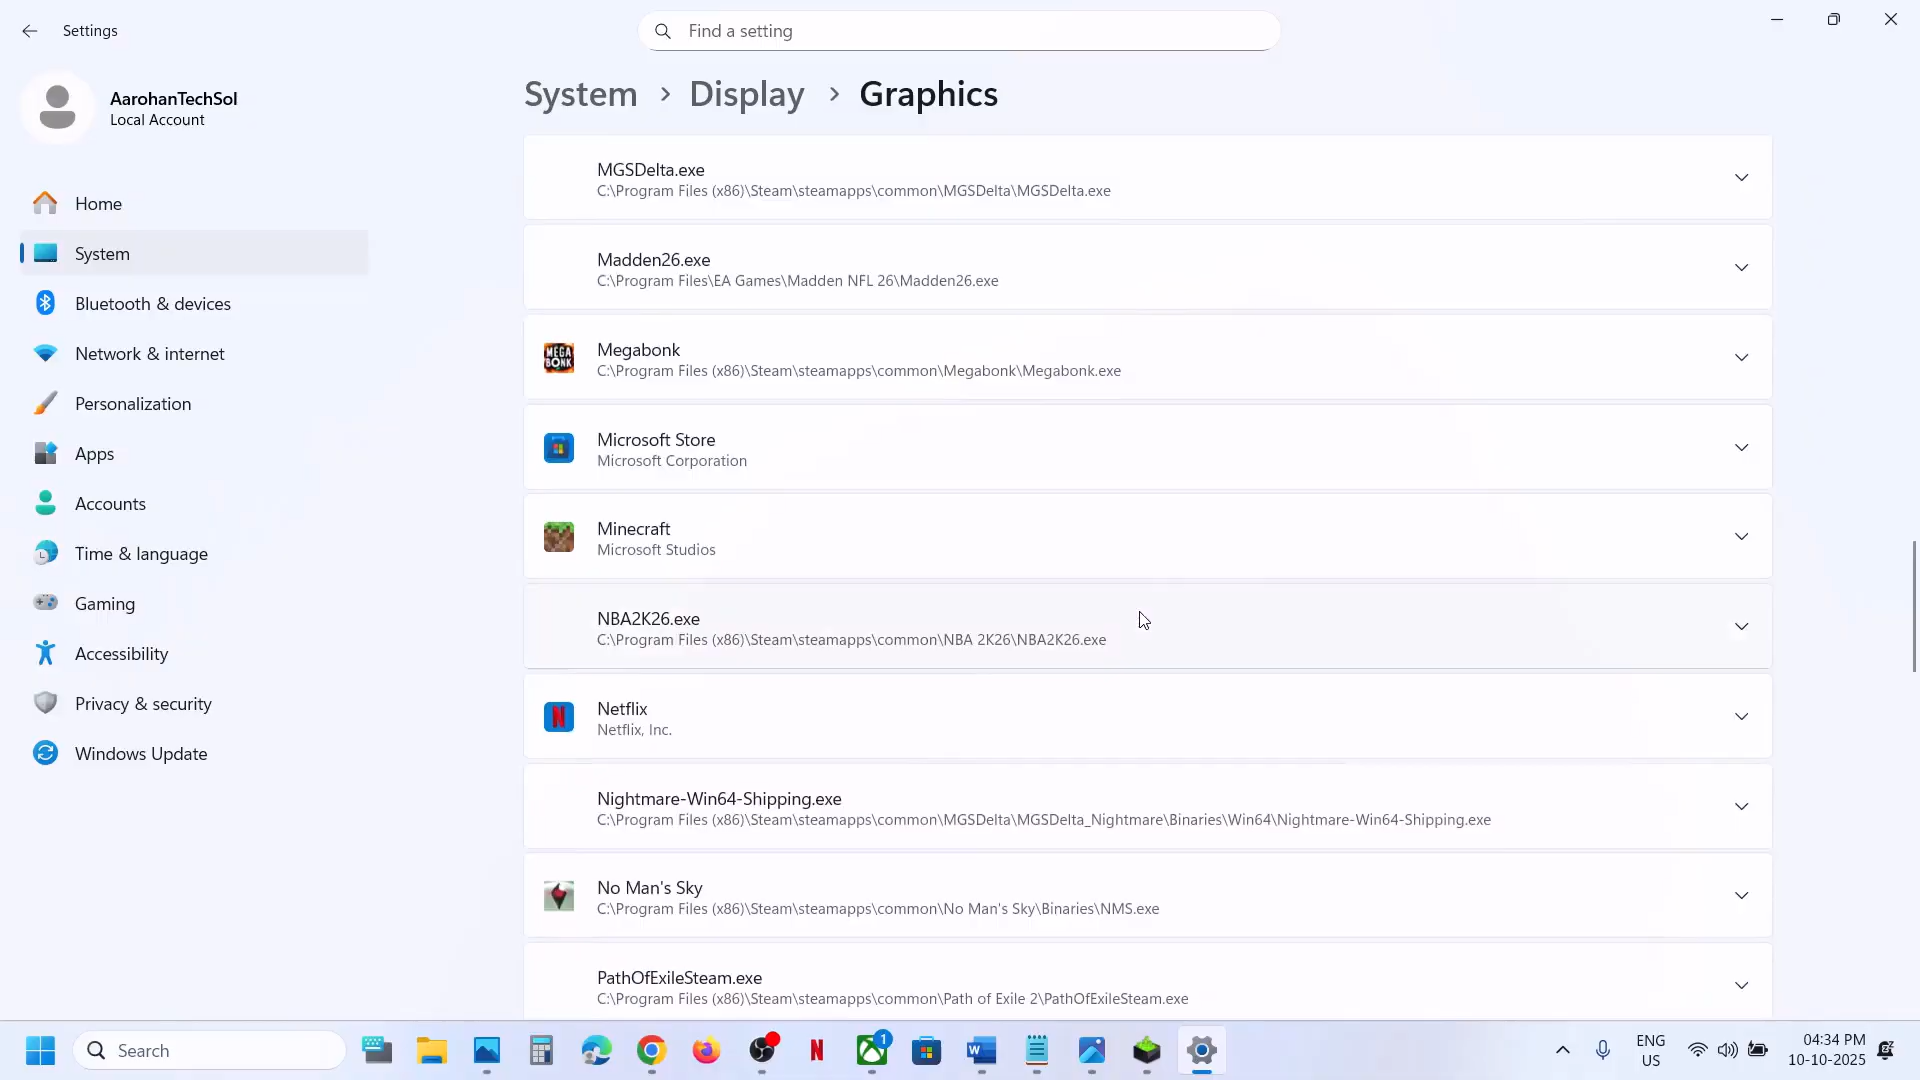 Settings
Find a setting
AarohanTechSol
Local Account
Home
System
Bluetooth & devices
Network & internet
Personalization
Apps
Accounts
Time & language
Gaming
Accessibility
Privacy & security
Windows Update
System > Display > Graphics
MGSDelta.exe
C:\Program Files (x86)\Steam\steamapps\common\MGSDelta\MGSDelta.exe
Madden26.exe
C:\Program Files\EA Games\Madden NFL 26\Madden26.exe
MEGA
BONK
Megabonk
C:\Program Files (x86)\Steam\steamapps\common\Megabonk\Megabonk.exe
Microsoft Store
Microsoft Corporation
Minecraft
Microsoft Studios
NBA2K26.exe
C:\Program Files (x86)\Steam\steamapps\common\NBA 2K26\NBA2K26.exe
N
Netflix
Netflix, Inc.
Nightmare-Win64-Shipping.exe
C:\Program Files (x86)\Steam\steamapps\common\MGSDelta\MGSDelta_Nightmare\Binaries\Win64\Nightmare-Win64-Shipping.exe
No Man's Sky
C:\Program Files (x86)\Steam\steamapps\common\No Man's Sky\Binaries\NMS.exe
PathOfExileSteam.exe
C:\Program Files (x86)\Steam\steamapps\common\Path of Exile 2\PathOfExileSteam.exe
Search
N
1
W
ENG
US
04:34 PM
10-10-2025